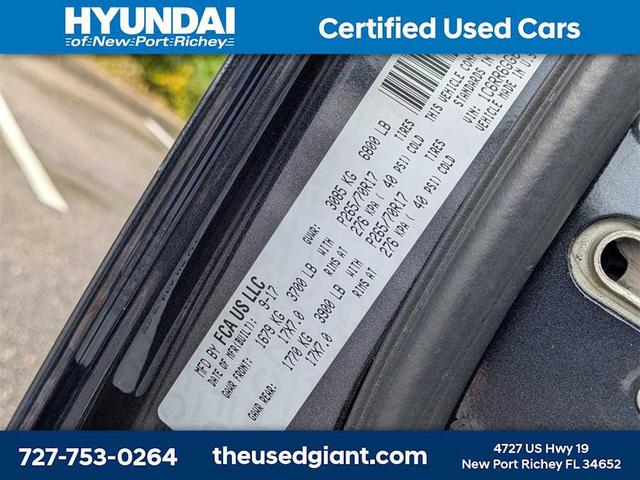 HYUNDAI
of New Port Richey
Certified Used Cars
MFD BY FCA US LLC
DATE OF MFR(BUILT): 9-17 GVWR: 3085 KG 6800 LB
GAWR FRONT: 1679 KG 3700 LB P265/70R17 TIRES
17X7.0 RIMS AT 276 KPA ( 40 PSI) COLD
GAWR REAR: 1770 KG 3900 LB P265/70R17 TIRES
17X7.0 RIMS AT 276 KPA ( 40 PSI) COLD
THIS VEHICLE
STANDARDS IN
VIN:
VEHICLE MADE IN
727-753-0264
theusedgiant.com
4727 US Hwy 19
New Port Richey FL 34652